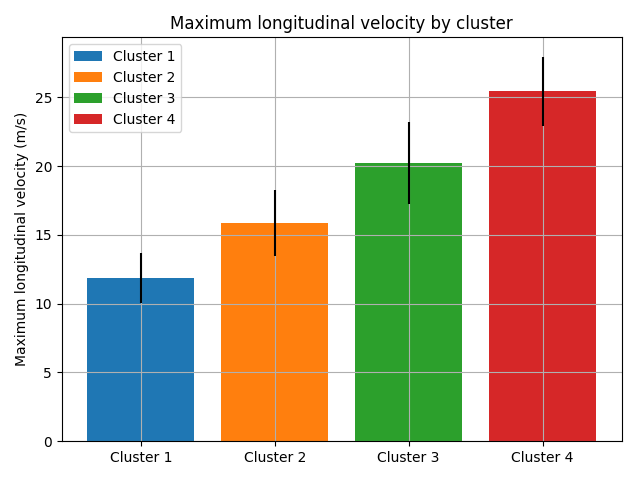 Maximum longitudinal velocity by cluster
Maximum longitudinal velocity (m/s)
25
20
15
10
5
0
Cluster 1
Cluster 2
Cluster 3
Cluster 4
Cluster 1
Cluster 2
Cluster 3
Cluster 4